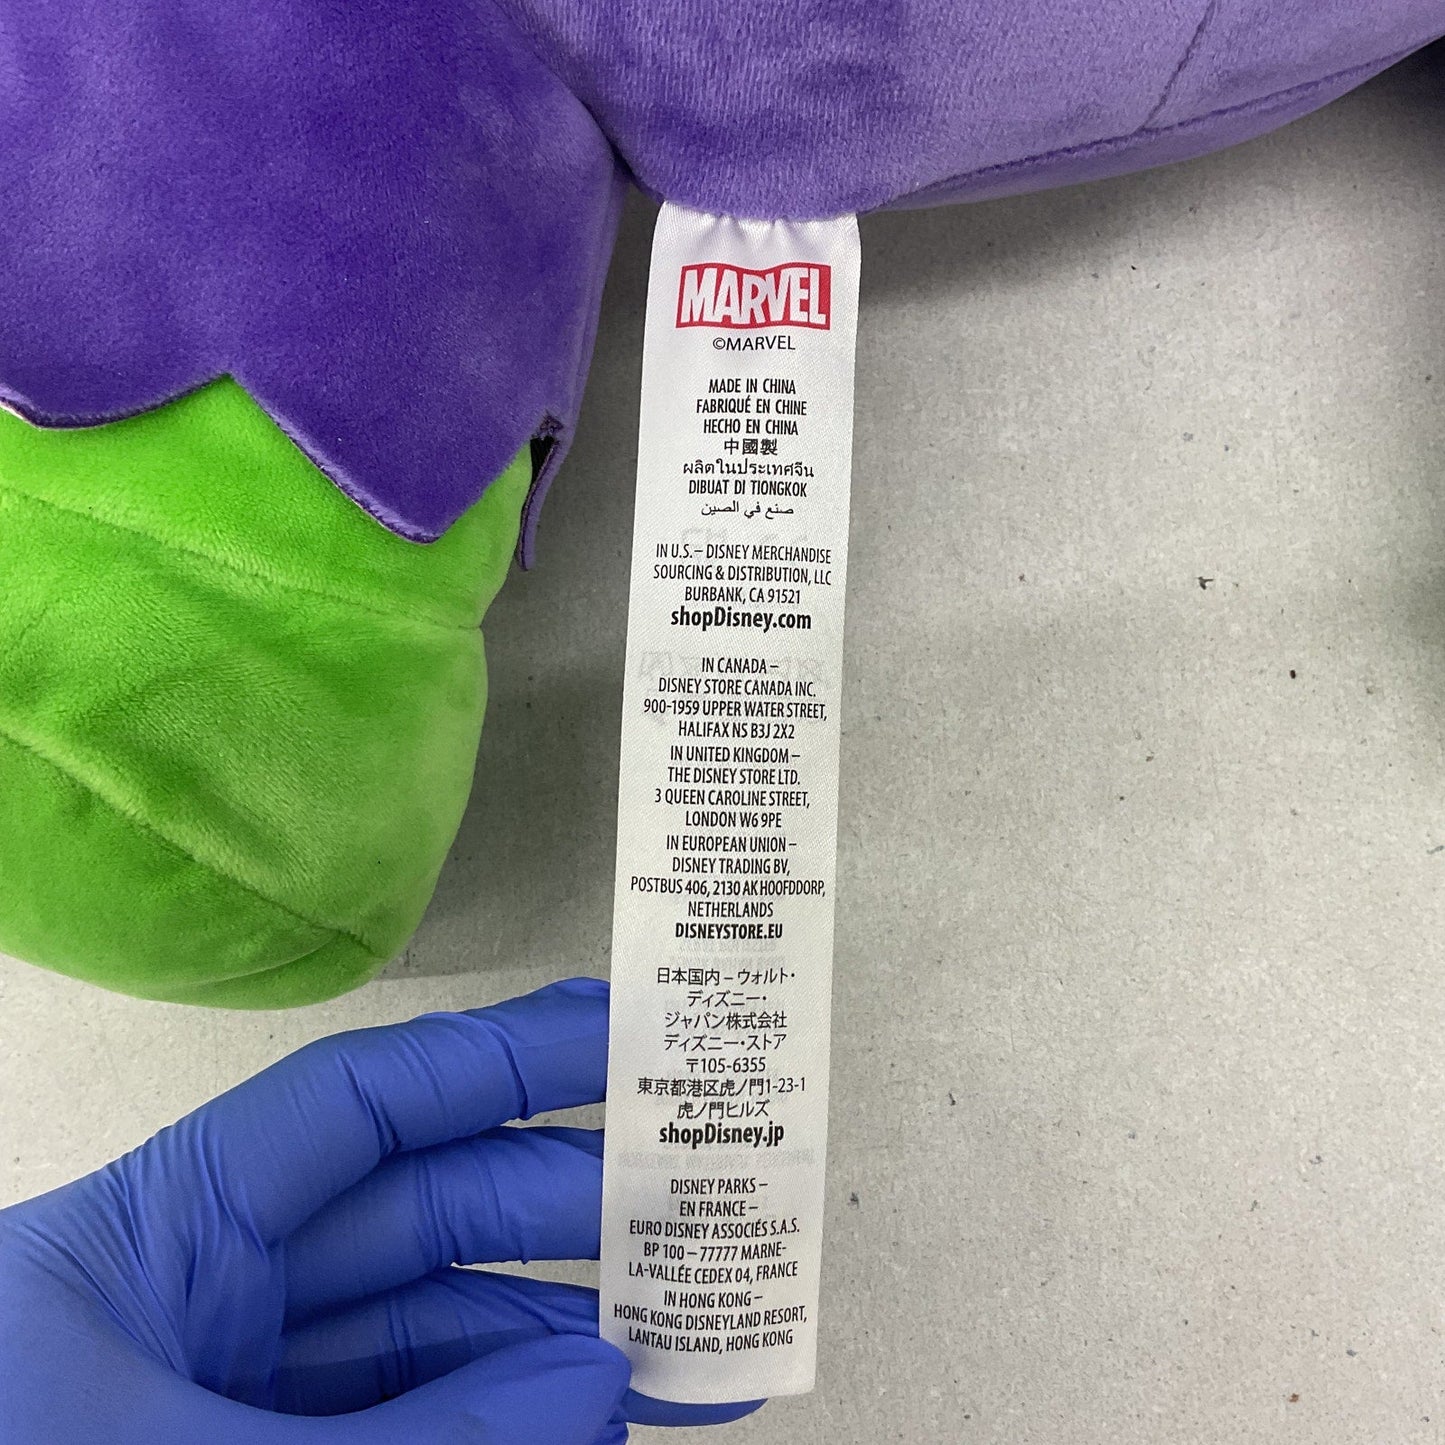 MARVEL
©MARVEL
MADE IN CHINA
FABRIQUÉ EN CHINE
HECHO EN CHINA
中國製
ผลิตในประเทศจีน
DIBUAT DI TIONGKOK
صنع في الصين
IN U.S. – DISNEY MERCHANDISE
SOURCING & DISTRIBUTION, LLC
BURBANK, CA 91521
shopDisney.com
IN CANADA –
DISNEY STORE CANADA INC.
900-1959 UPPER WATER STREET,
HALIFAX NS B3J 2X2
IN UNITED KINGDOM –
THE DISNEY STORE LTD.
3 QUEEN CAROLINE STREET,
LONDON W6 9PE
IN EUROPEAN UNION –
DISNEY TRADING BV,
POSTBUS 406, 2130 AK HOOFDDORP,
NETHERLANDS
DISNEYSTORE.EU
日本国内 – ウォルト・
ディズニー・
ジャパン株式会社
ディズニー・ストア
〒105-6355
東京都港区虎ノ門1-23-1
虎ノ門ヒルズ
shopDisney.jp
DISNEY PARKS –
EN FRANCE –
EURO DISNEY ASSOCIÉS S.A.S.
BP 100 – 77777 MARNE-
LA-VALLÉE CEDEX 04, FRANCE
IN HONG KONG –
HONG KONG DISNEYLAND RESORT,
LANTAU ISLAND, HONG KONG